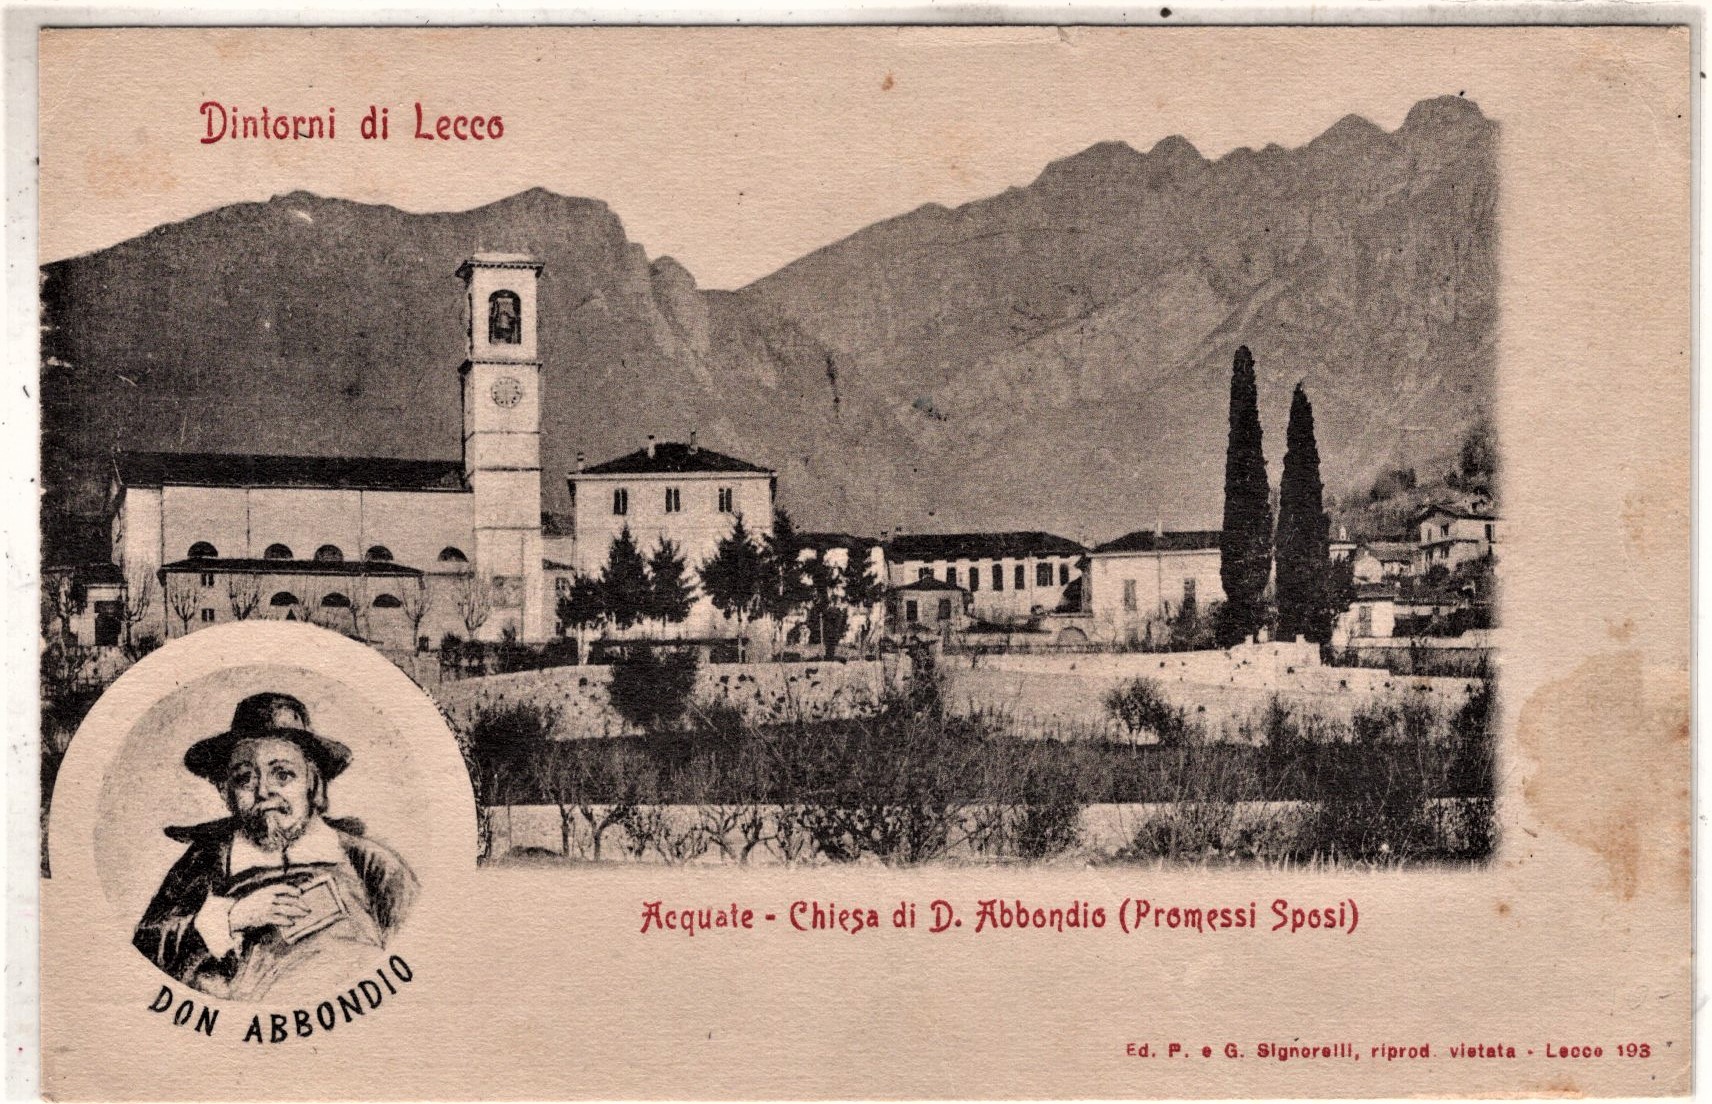 Dintorni di Lecco
DON ABBONDIO
Acquate - Chiesa di D. Abbondio (Promessi Sposi)
Ed. P. e G. Signorelli, riprod. vietata - Lecco 193